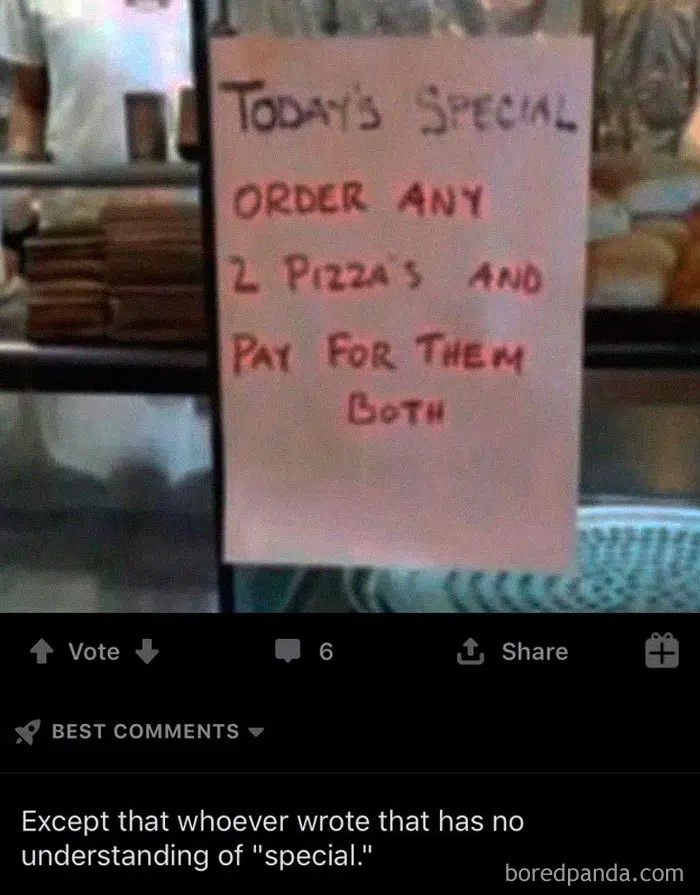 TODAY'S SPECIAL
ORDER ANY
2 PIZZA'S AND
PAY FOR THEM
BOTH
Vote
6
Share
BEST COMMENTS
Except that whoever wrote that has no
understanding of "special."
boredpanda.com